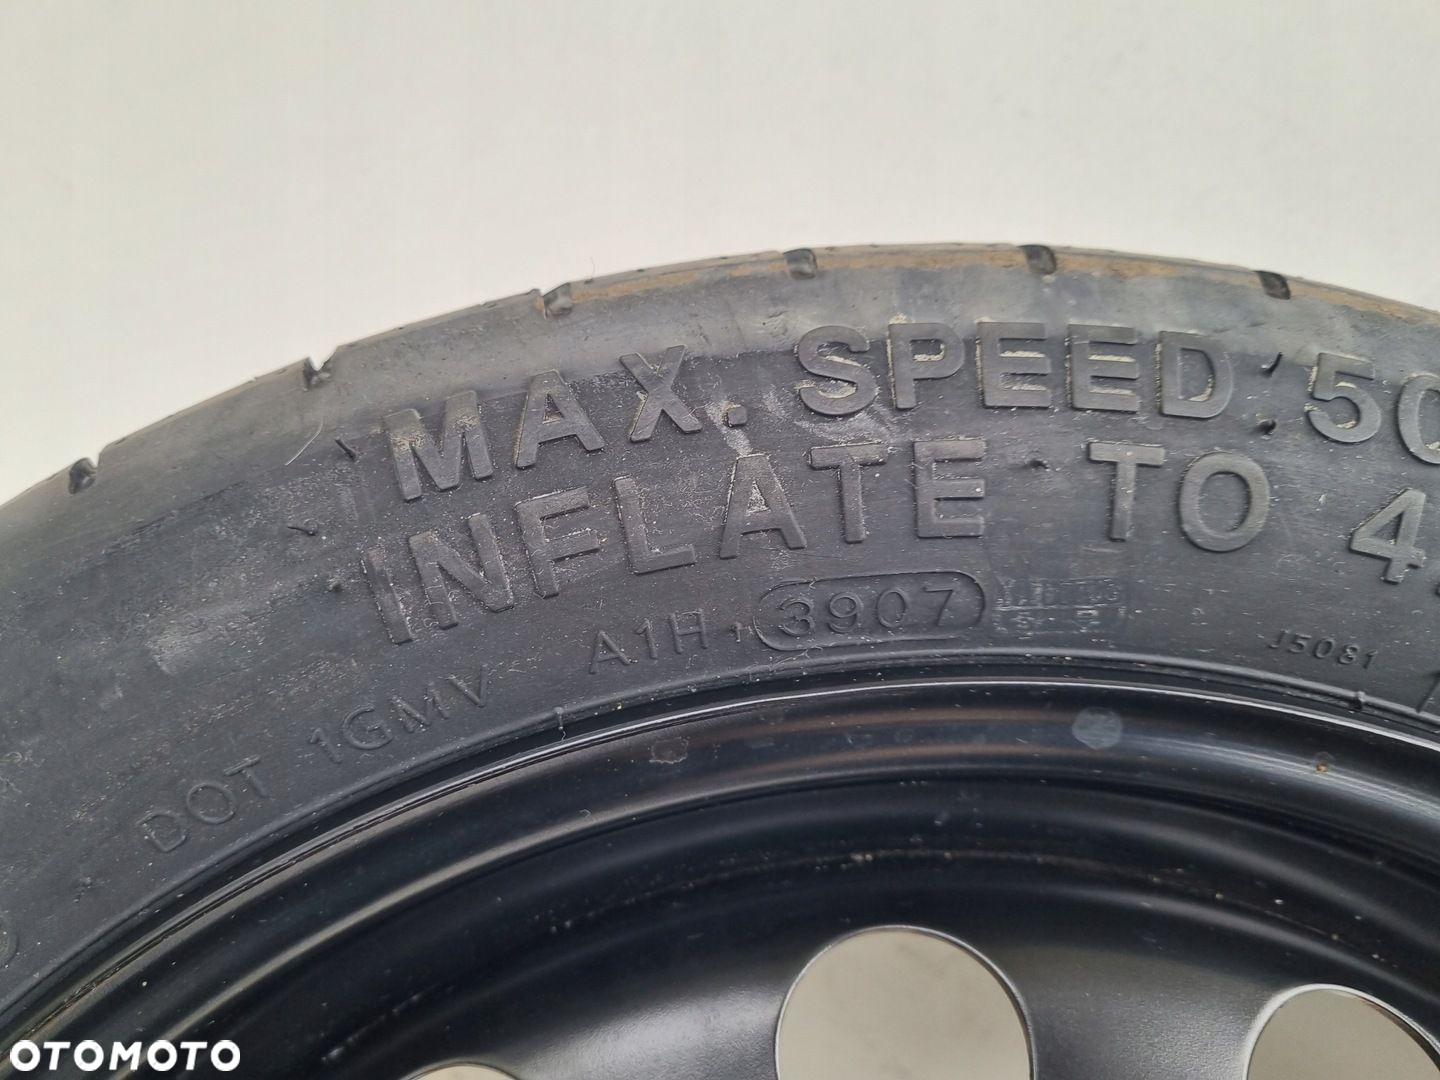 MAX. SPEED 50
INFLATE TO 4
DOT 1GMV A1H 3907
J5081
OTOMOTO